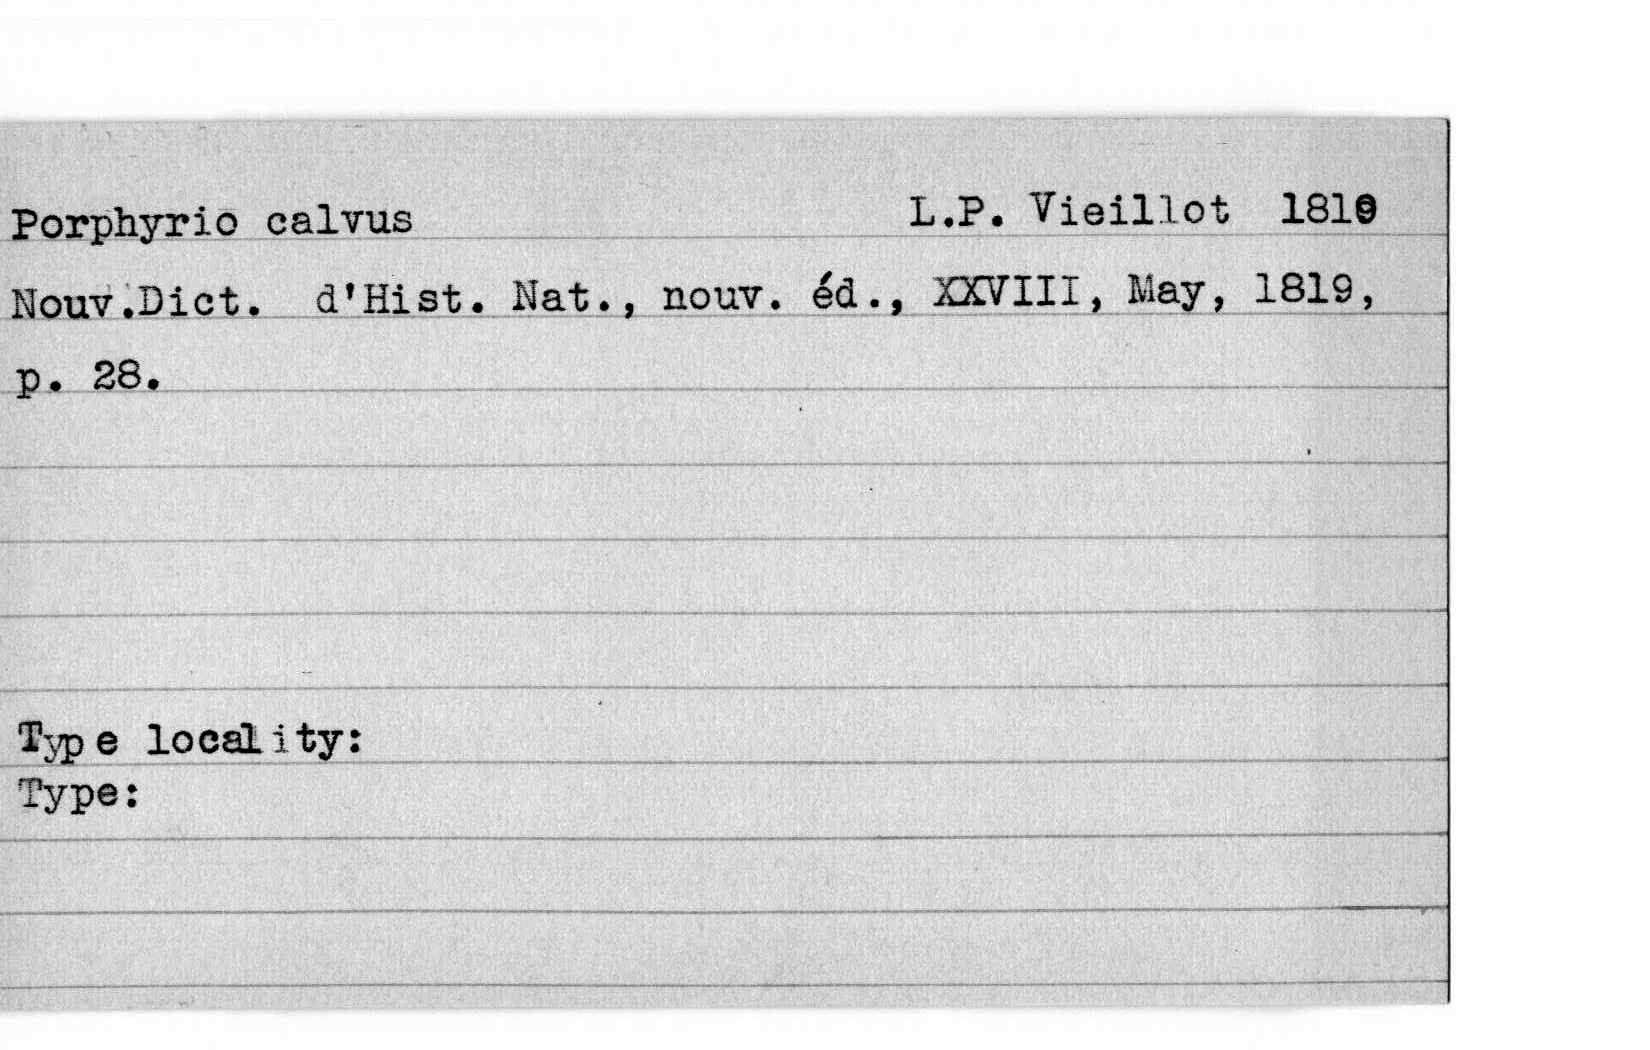 Porphyrio calvus L.P. Vieillot 1819
Nouv.Dict. d'Hist. Nat., nouv. éd., XXVIII, May, 1819,
p. 28.
Type locality:
Type: